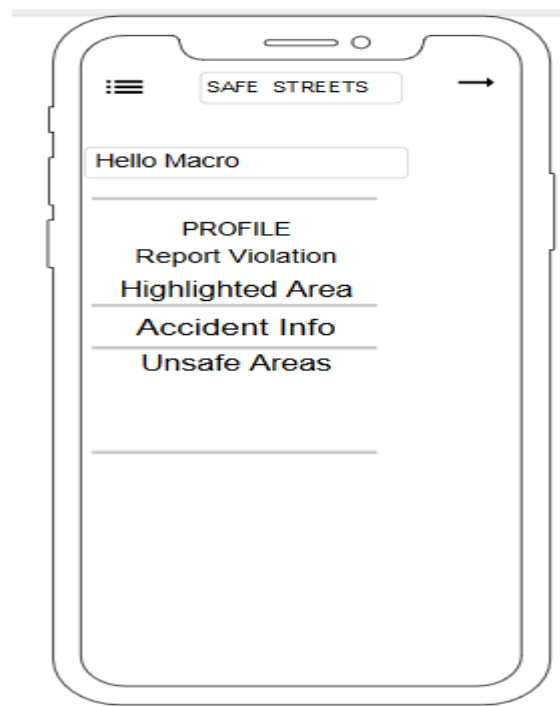 SAFE STREETS
Hello Macro
PROFILE
Report Violation
Highlighted Area
Accident Info
Unsafe Areas